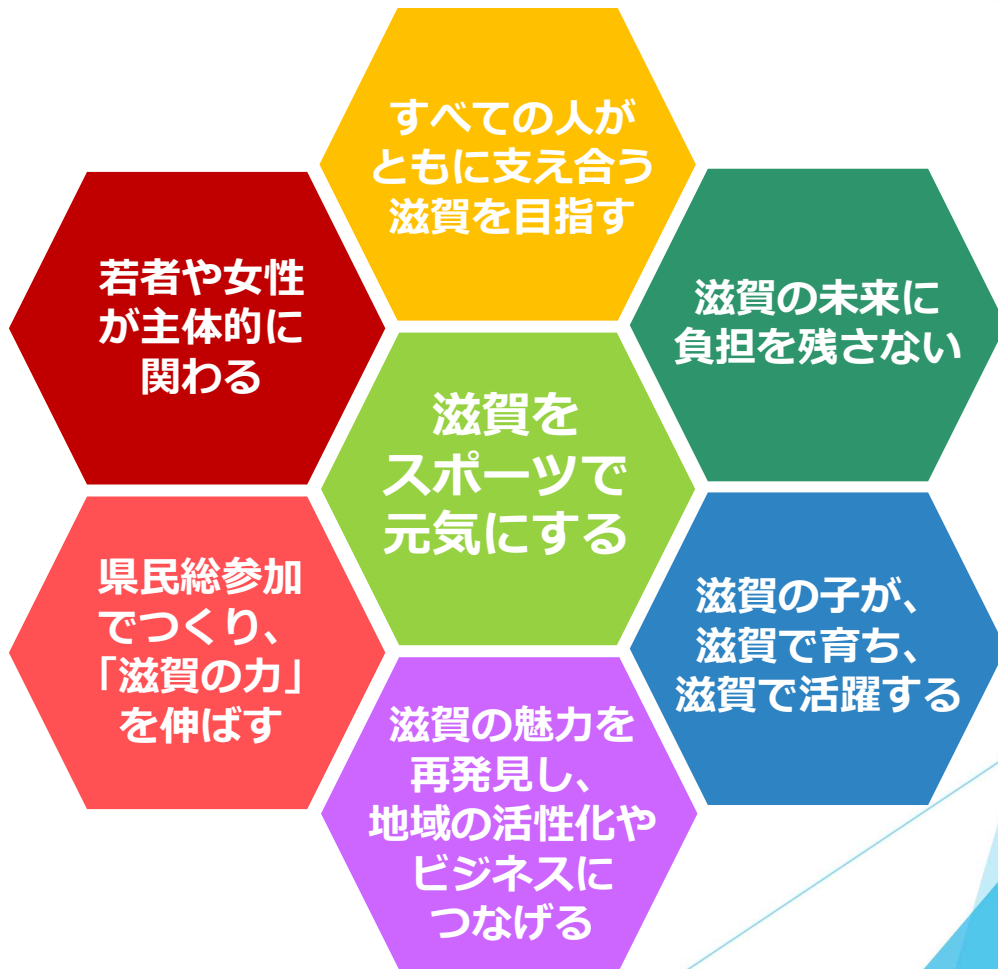 すべての人が
ともに支え合う
滋賀を目指す
若者や女性
が主体的に
関わる
滋賀の未来に
負担を残さない
滋賀を
スポーツで
元気にする
県民総参加
でつくり、
「滋賀の力」
を伸ばす
滋賀の子が、
滋賀で育ち、
滋賀で活躍する
滋賀の魅力を
再発見し、
地域の活性化や
ビジネスに
つなげる